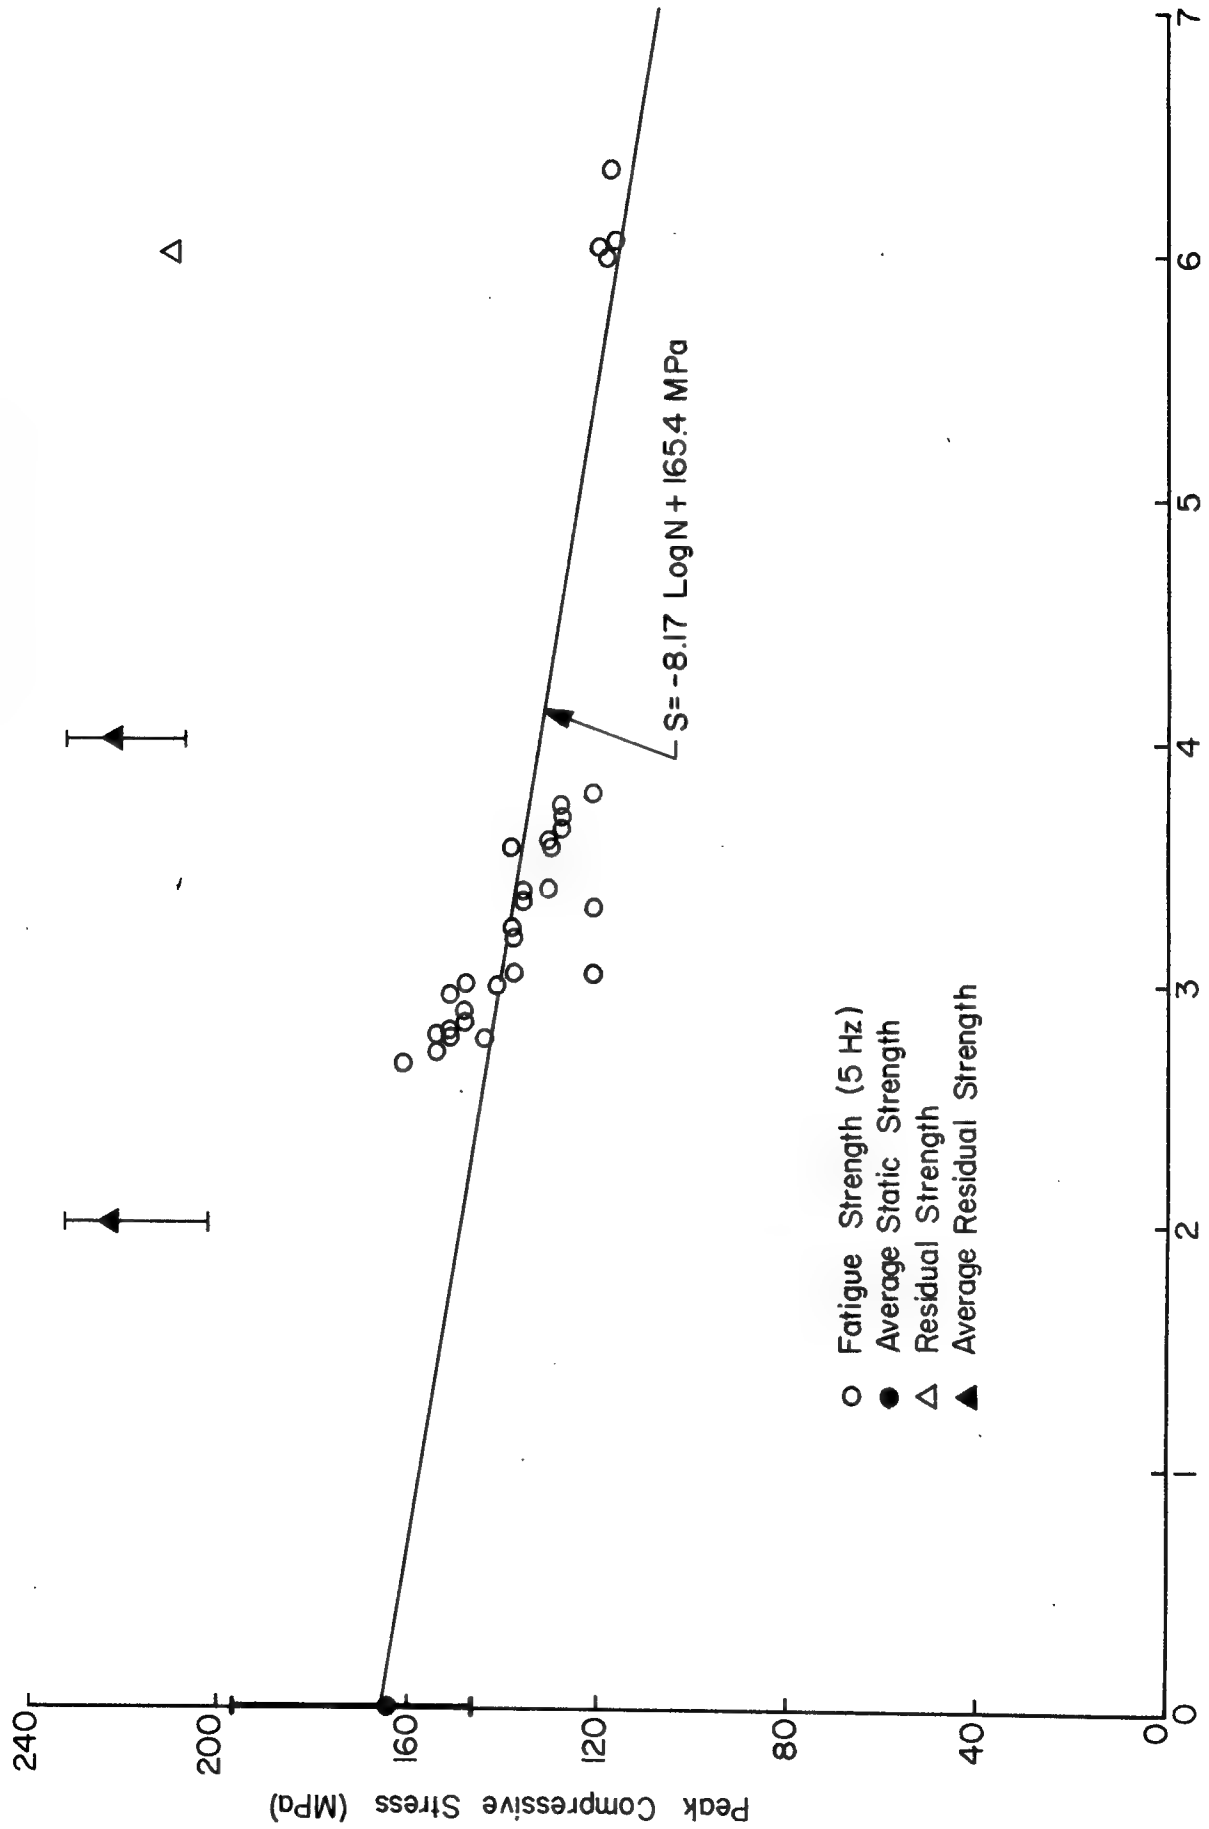 240
200
160
120
80
40
0
Peak Compressive Stress (MPa)
S=-8.17 LogN + 165.4 MPa
Fatigue Strength (5 Hz)
Average Static Strength
Residual Strength
Average Residual Strength
0 1 2 3 4 5 6 7